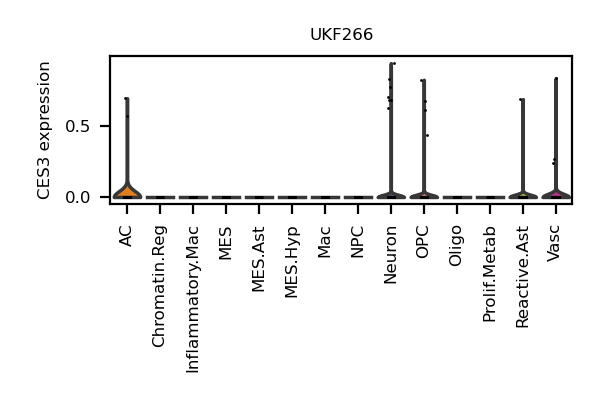 UKF266
CES3 expression
0.5
0.0
AC
Chromatin.Reg
Inflammatory.Mac
MES
MES.Ast
MES.Hyp
Mac
NPC
Neuron
OPC
Oligo
Prolif.Metab
Reactive.Ast
Vasc